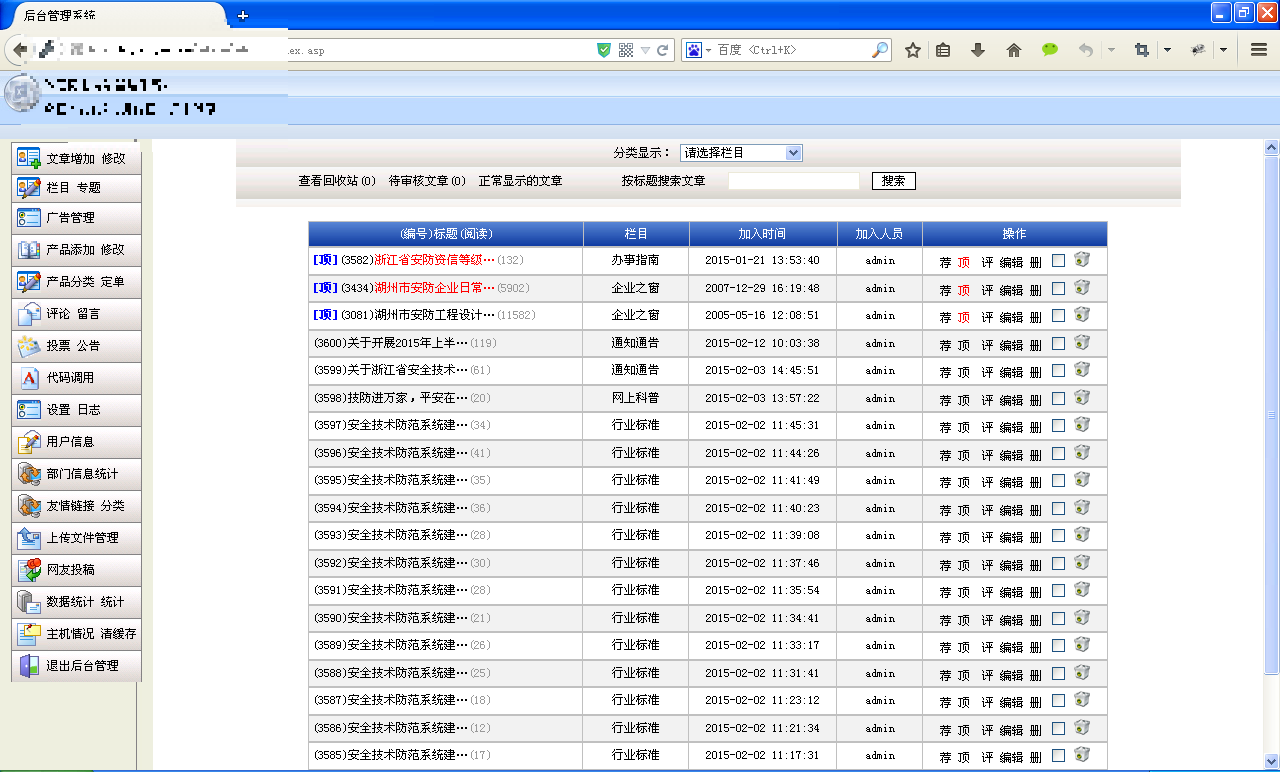 后台管理系统
ex.asp
百度 <Ctrl+K>
文章增加 修改
栏目 专题
广告管理
产品添加 修改
产品分类 定单
评论 留言
投票 公告
代码调用
设置 日志
用户信息
部门信息统计
友情链接 分类
上传文件管理
网友投稿
数据统计 统计
主机情况 清缓存
退出后台管理
分类显示： 请选择栏目
查看回收站(0) 待审核文章(0) 正常显示的文章 按标题搜索文章 搜索
(编号)标题(阅读) 栏目 加入时间 加入人员 操作
[顶](3582)浙江省安防资信等级…(132) 办事指南 2015-01-21 13:53:40 admin 荐 顶 评 编辑 删
[顶](3434)湖州市安防企业日常…(5902) 企业之窗 2007-12-29 16:19:48 admin 荐 顶 评 编辑 删
[顶](3081)湖州市安防工程设计…(11582) 企业之窗 2006-05-16 12:08:51 admin 荐 顶 评 编辑 删
(3600)关于开展2015年上半…(119) 通知通告 2015-02-12 10:03:38 admin 荐 顶 评 编辑 删
(3599)关于浙江省安全技术…(61) 通知通告 2015-02-03 14:45:51 admin 荐 顶 评 编辑 删
(3598)技防进万家，平安在…(20) 网上科普 2015-02-03 13:57:22 admin 荐 顶 评 编辑 删
(3597)安全技术防范系统建…(34) 行业标准 2015-02-02 11:45:31 admin 荐 顶 评 编辑 删
(3596)安全技术防范系统建…(41) 行业标准 2015-02-02 11:44:26 admin 荐 顶 评 编辑 删
(3595)安全技术防范系统建…(35) 行业标准 2015-02-02 11:41:49 admin 荐 顶 评 编辑 删
(3594)安全技术防范系统建…(36) 行业标准 2015-02-02 11:40:23 admin 荐 顶 评 编辑 删
(3593)安全技术防范系统建…(28) 行业标准 2015-02-02 11:39:08 admin 荐 顶 评 编辑 删
(3592)安全技术防范系统建…(30) 行业标准 2015-02-02 11:37:46 admin 荐 顶 评 编辑 删
(3591)安全技术防范系统建…(28) 行业标准 2015-02-02 11:35:54 admin 荐 顶 评 编辑 删
(3590)安全技术防范系统建…(21) 行业标准 2015-02-02 11:34:41 admin 荐 顶 评 编辑 删
(3589)安全技术防范系统建…(26) 行业标准 2015-02-02 11:33:17 admin 荐 顶 评 编辑 删
(3588)安全技术防范系统建…(25) 行业标准 2015-02-02 11:31:41 admin 荐 顶 评 编辑 删
(3587)安全技术防范系统建…(18) 行业标准 2015-02-02 11:23:12 admin 荐 顶 评 编辑 删
(3586)安全技术防范系统建…(12) 行业标准 2015-02-02 11:21:34 admin 荐 顶 评 编辑 删
(3585)安全技术防范系统建…(17) 行业标准 2015-02-02 11:17:31 admin 荐 顶 评 编辑 删